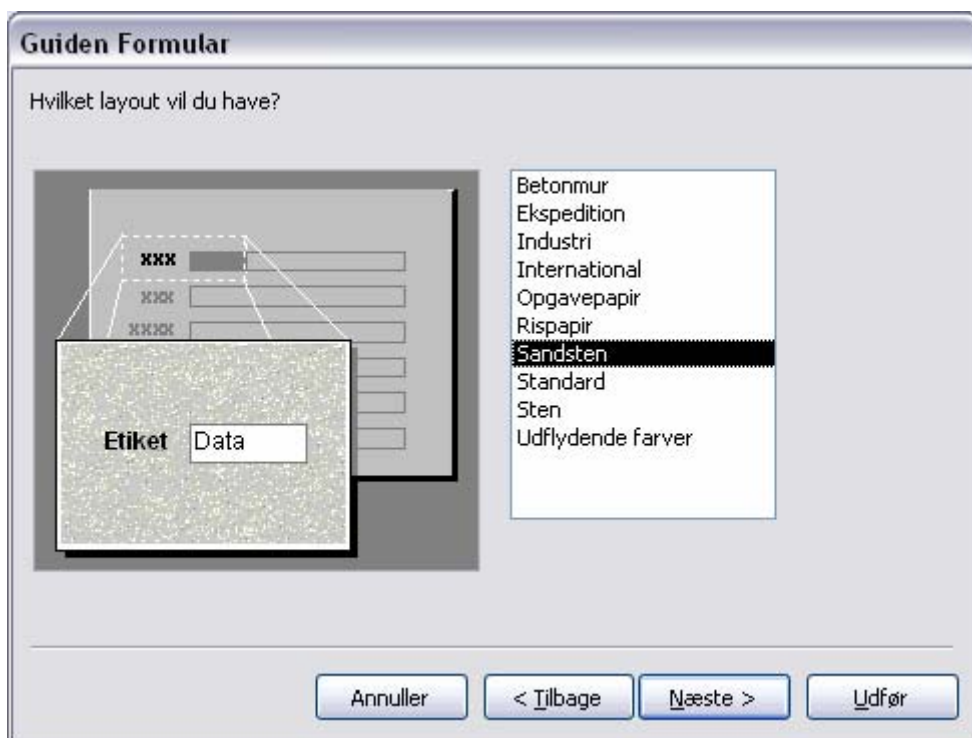 Guiden Formular
Hvilket layout vil du have?
xxx
xxx
xxxx
Etiket Data
Betonmur
Ekspedition
Industri
International
Opgavepapir
Rispapir
Sandsten
Standard
Sten
Udflydende farver
Annuller < Tilbage Næste > Udfør